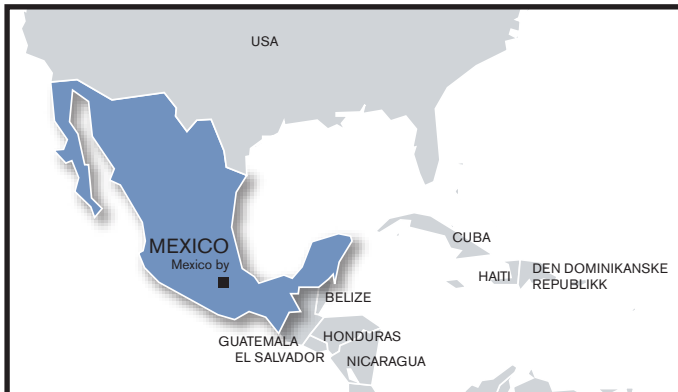 USA
MEXICO
Mexico by
CUBA
HAITI
DEN DOMINIKANSKE
REPUBLIKK
BELIZE
GUATEMALA
HONDURAS
EL SALVADOR
NICARAGUA